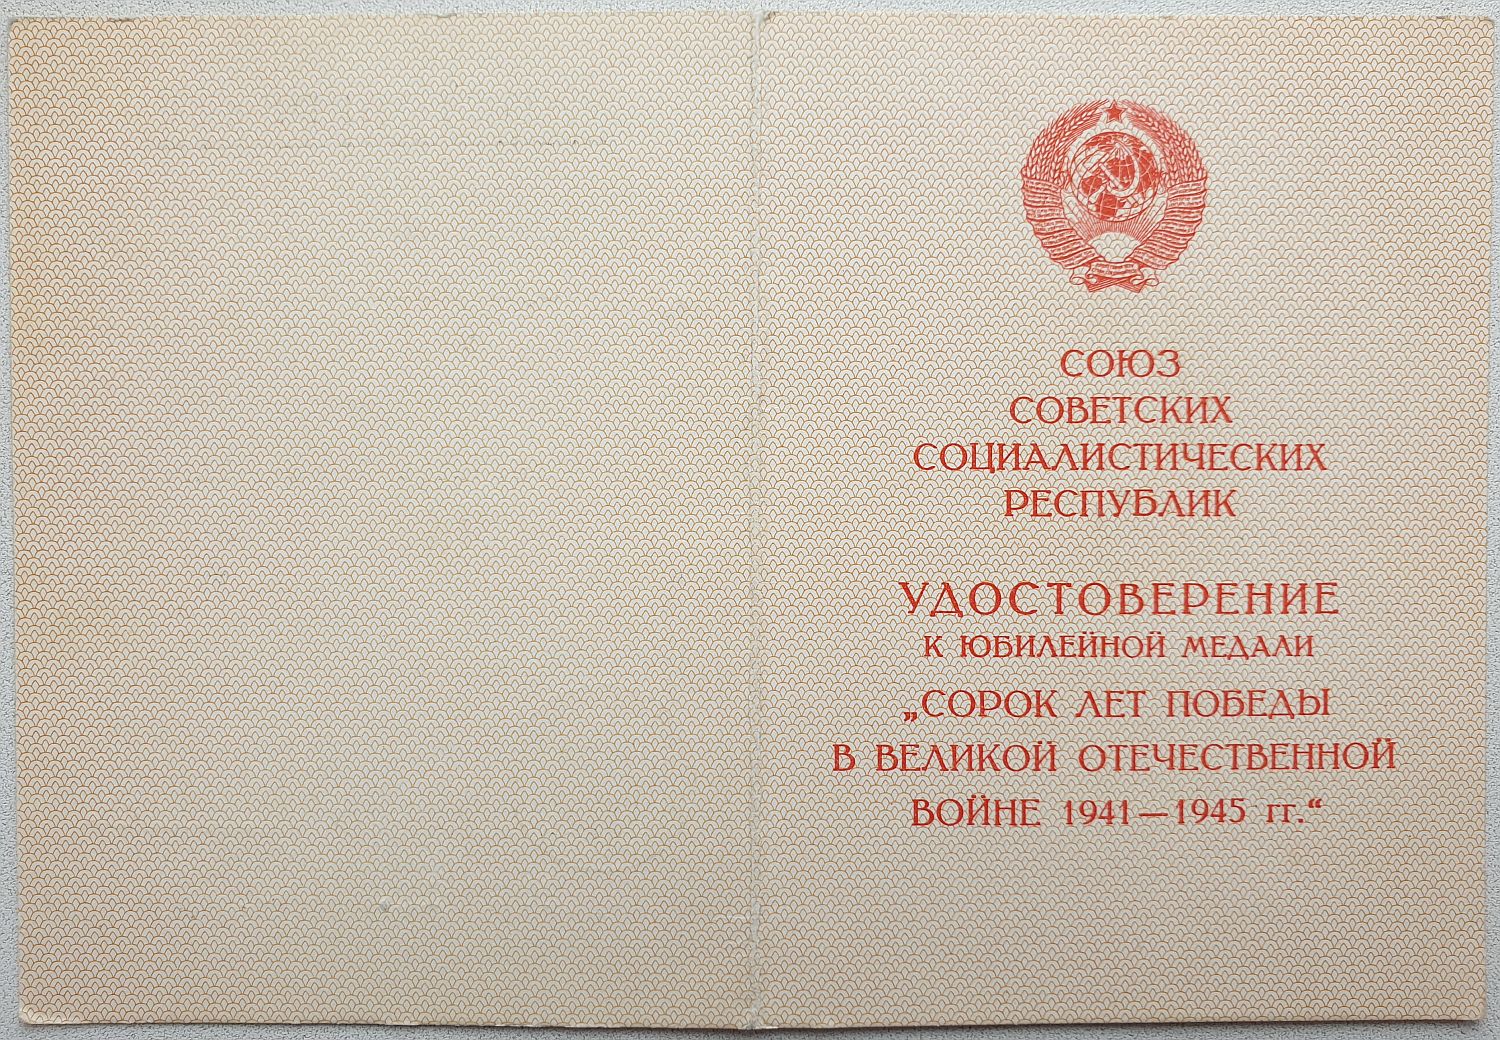 СОЮЗ
СОВЕТСКИХ
СОЦИАЛИСТИЧЕСКИХ
РЕСПУБЛИК
УДОСТОВЕРЕНИЕ
К ЮБИЛЕЙНОЙ МЕДАЛИ
„СОРОК ЛЕТ ПОБЕДЫ
В ВЕЛИКОЙ ОТЕЧЕСТВЕННОЙ
ВОЙНЕ 1941—1945 гг.“